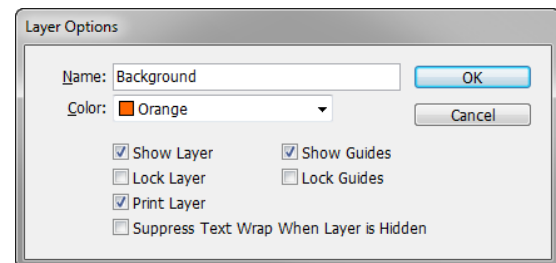 Layer Options
Name: Background
OK
Color: Orange
Cancel
Show Layer Show Guides
Lock Layer Lock Guides
Print Layer
Suppress Text Wrap When Layer is Hidden